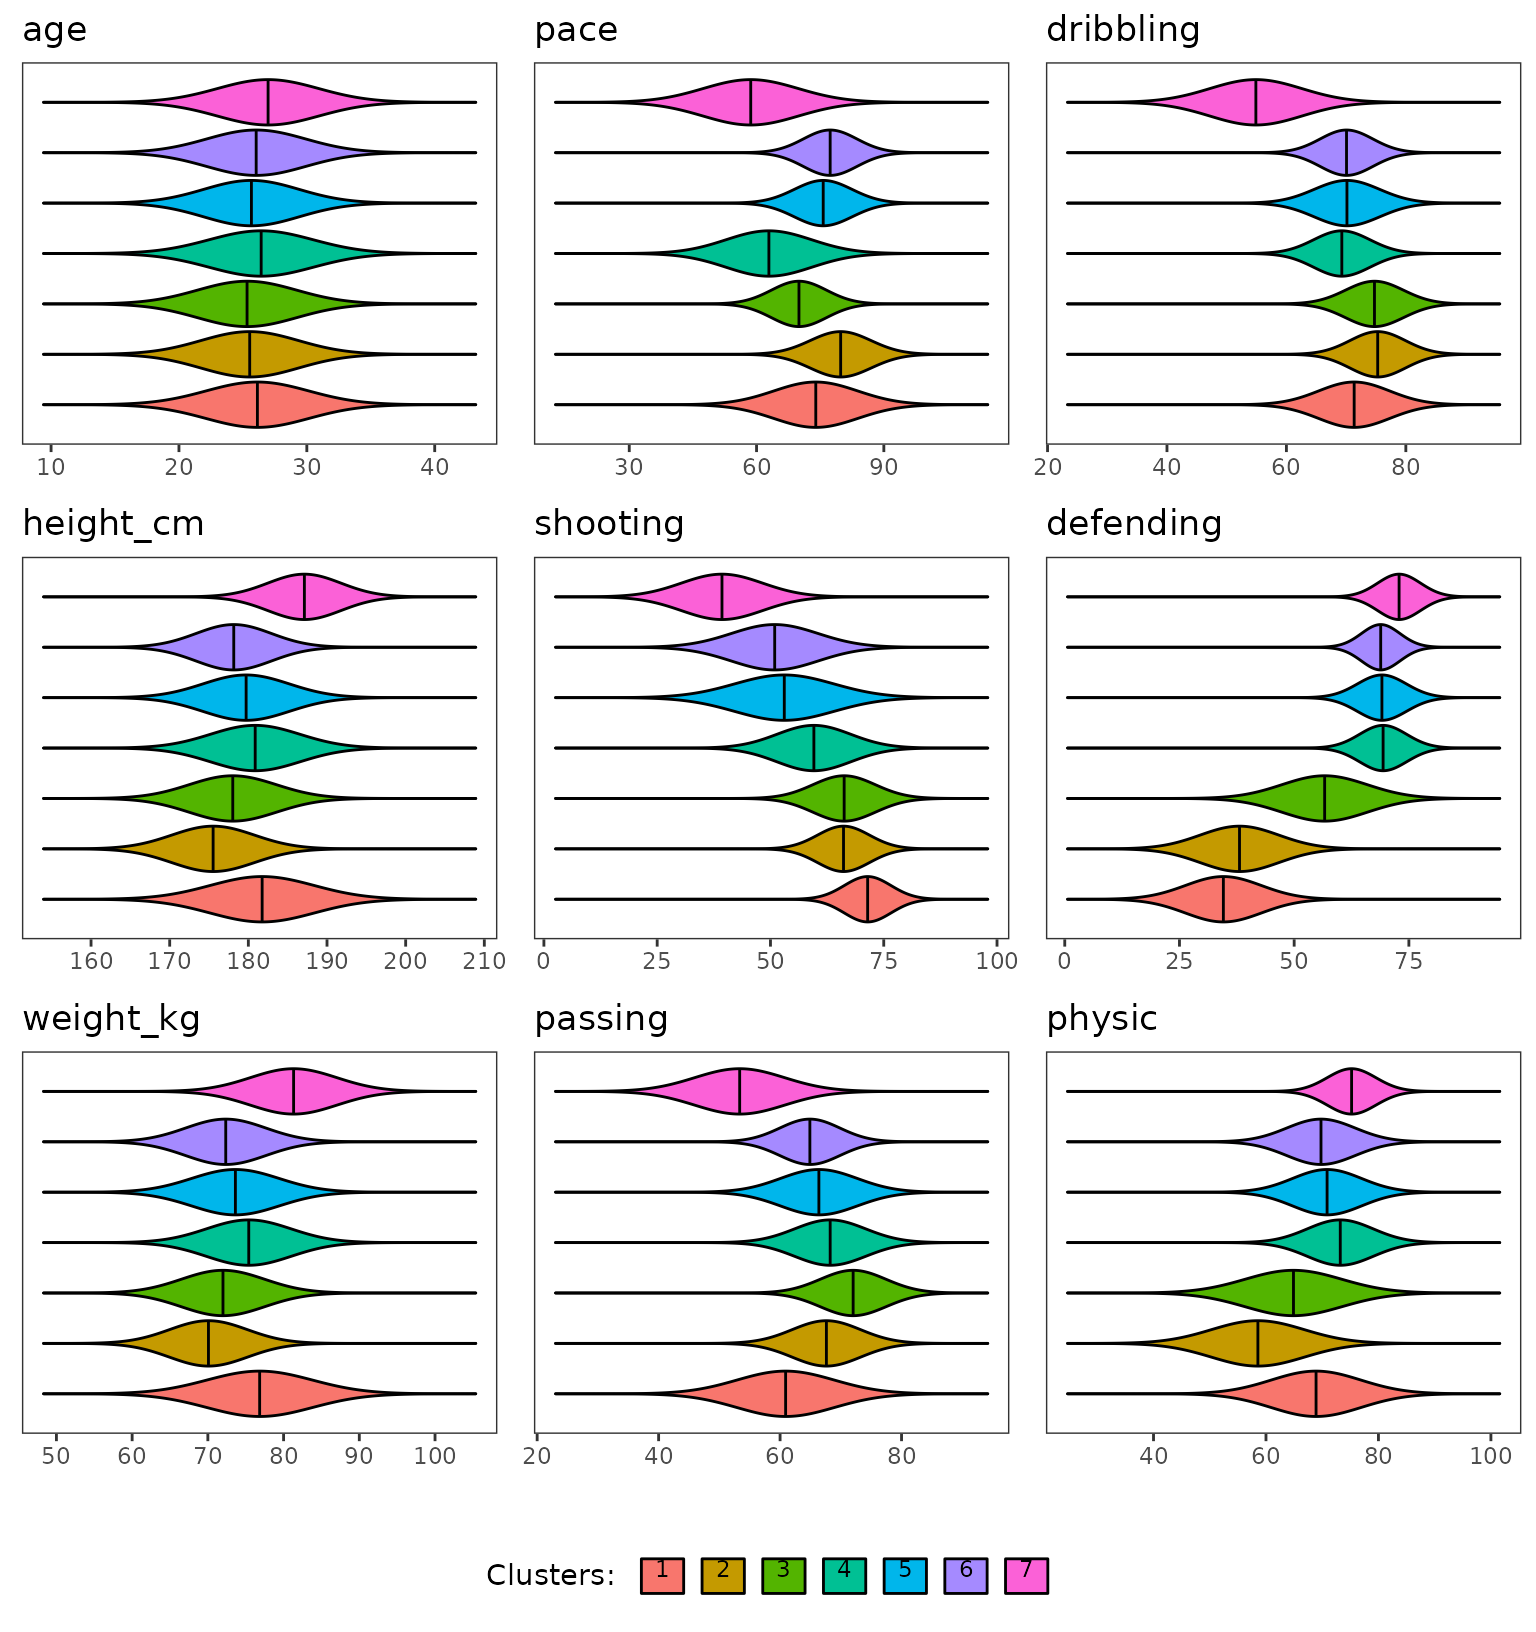 age pace dribbling
10 20 30 40 30 60 90 20 40 60 80
height_cm shooting defending
160 170 180 190 200 210 0 25 50 75 100 0 25 50 75
weight_kg passing physic
50 60 70 80 90 100 20 40 60 80 40 60 80 100
Clusters: 1 2 3 4 5 6 7